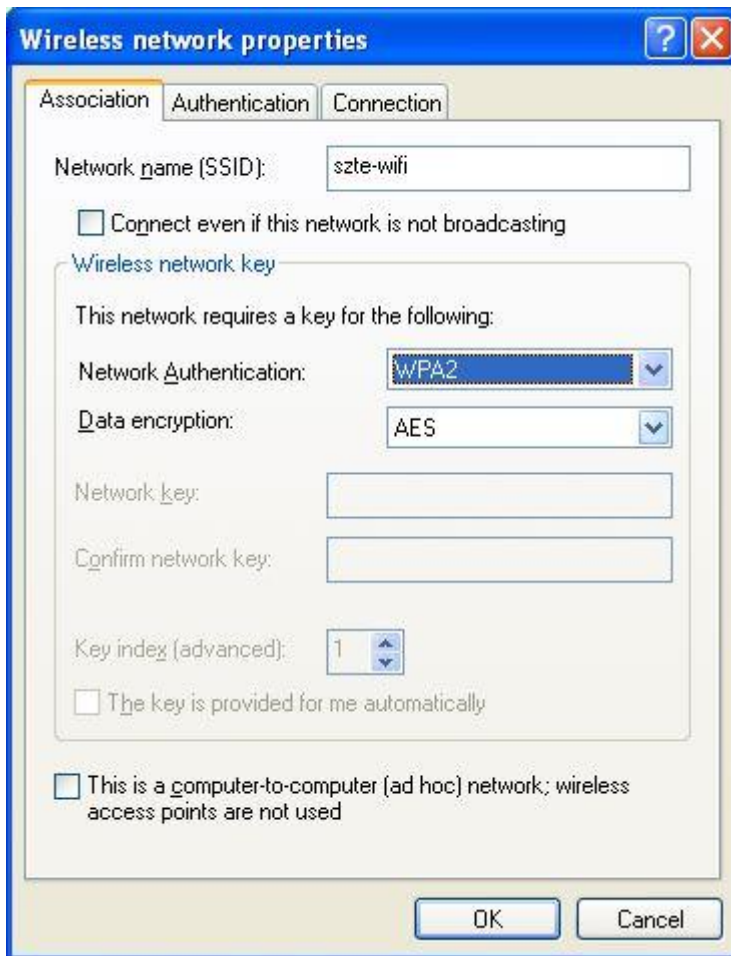 Wireless network properties
Association Authentication Connection
Network name (SSID): szte-wifi
Connect even if this network is not broadcasting
Wireless network key
This network requires a key for the following:
Network Authentication: WPA2
Data encryption: AES
Network key:
Confirm network key:
Key index (advanced): 1
The key is provided for me automatically
This is a computer-to-computer (ad hoc) network; wireless
access points are not used
OK Cancel